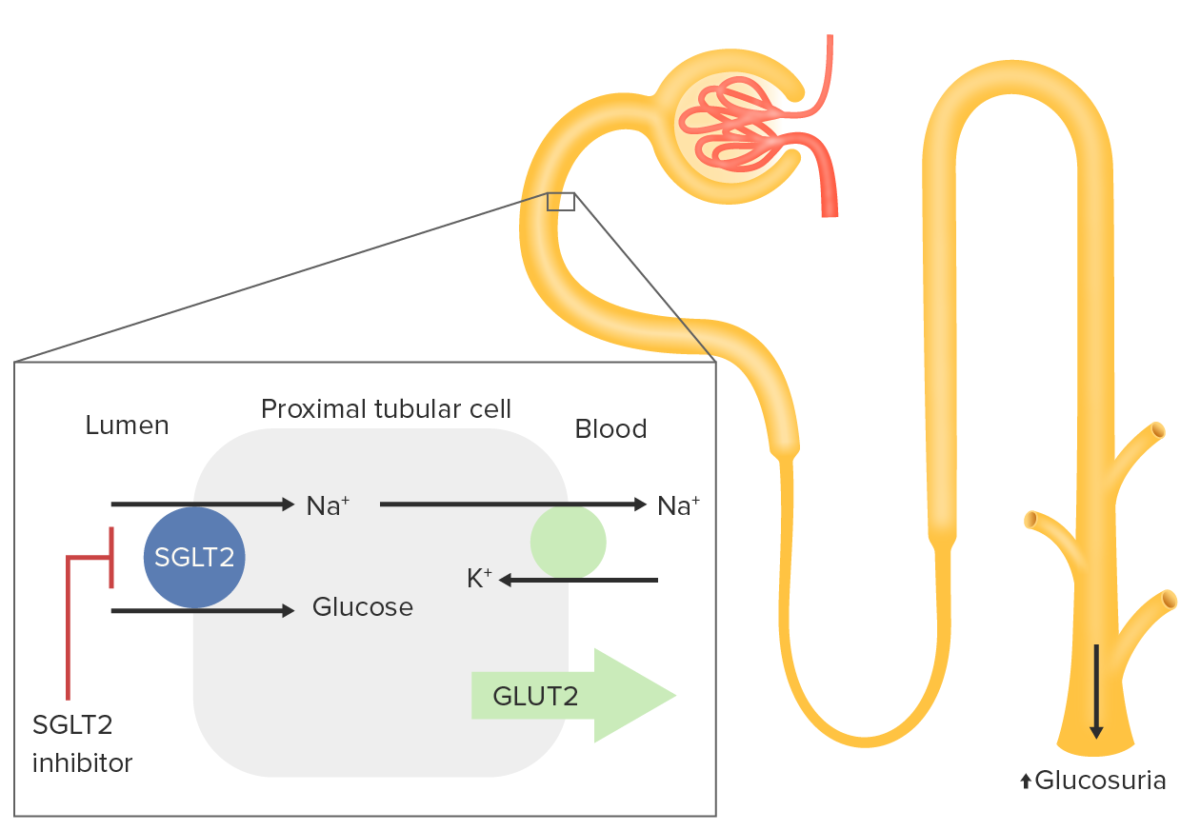 Lumen
Proximal tubular cell
Blood
Na⁺
Na⁺
SGLT2
K⁺
Glucose
GLUT2
SGLT2
inhibitor
⬆Glucosuria